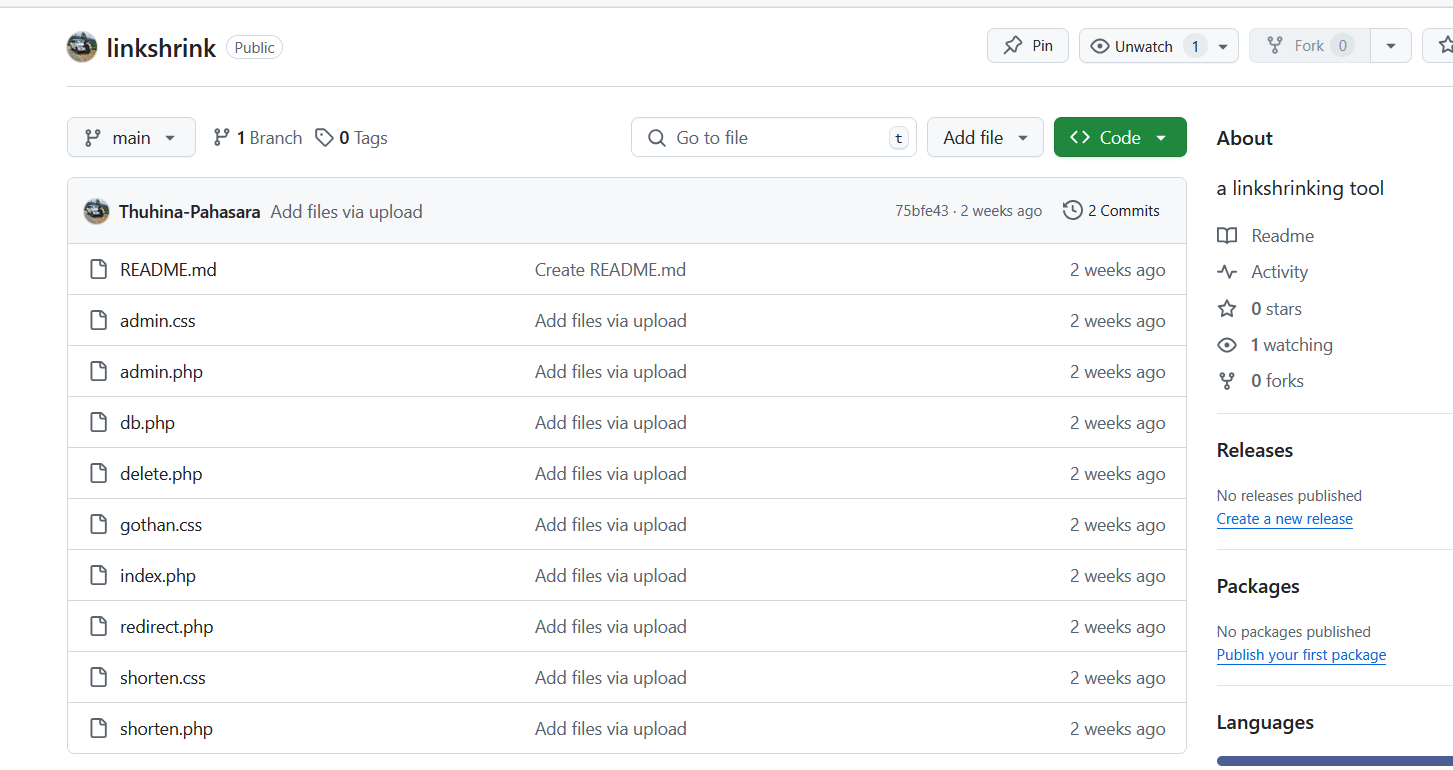 linkshrink Public Pin Unwatch 1 Fork 0
main 1 Branch 0 Tags Go to file t Add file Code
Thuhina-Pahasara Add files via upload 75bfe43 · 2 weeks ago 2 Commits
README.md Create README.md 2 weeks ago
admin.css Add files via upload 2 weeks ago
admin.php Add files via upload 2 weeks ago
db.php Add files via upload 2 weeks ago
delete.php Add files via upload 2 weeks ago
gothan.css Add files via upload 2 weeks ago
index.php Add files via upload 2 weeks ago
redirect.php Add files via upload 2 weeks ago
shorten.css Add files via upload 2 weeks ago
shorten.php Add files via upload 2 weeks ago
About
a linkshrinking tool
Readme
Activity
0 stars
1 watching
0 forks
Releases
No releases published
Create a new release
Packages
No packages published
Publish your first package
Languages